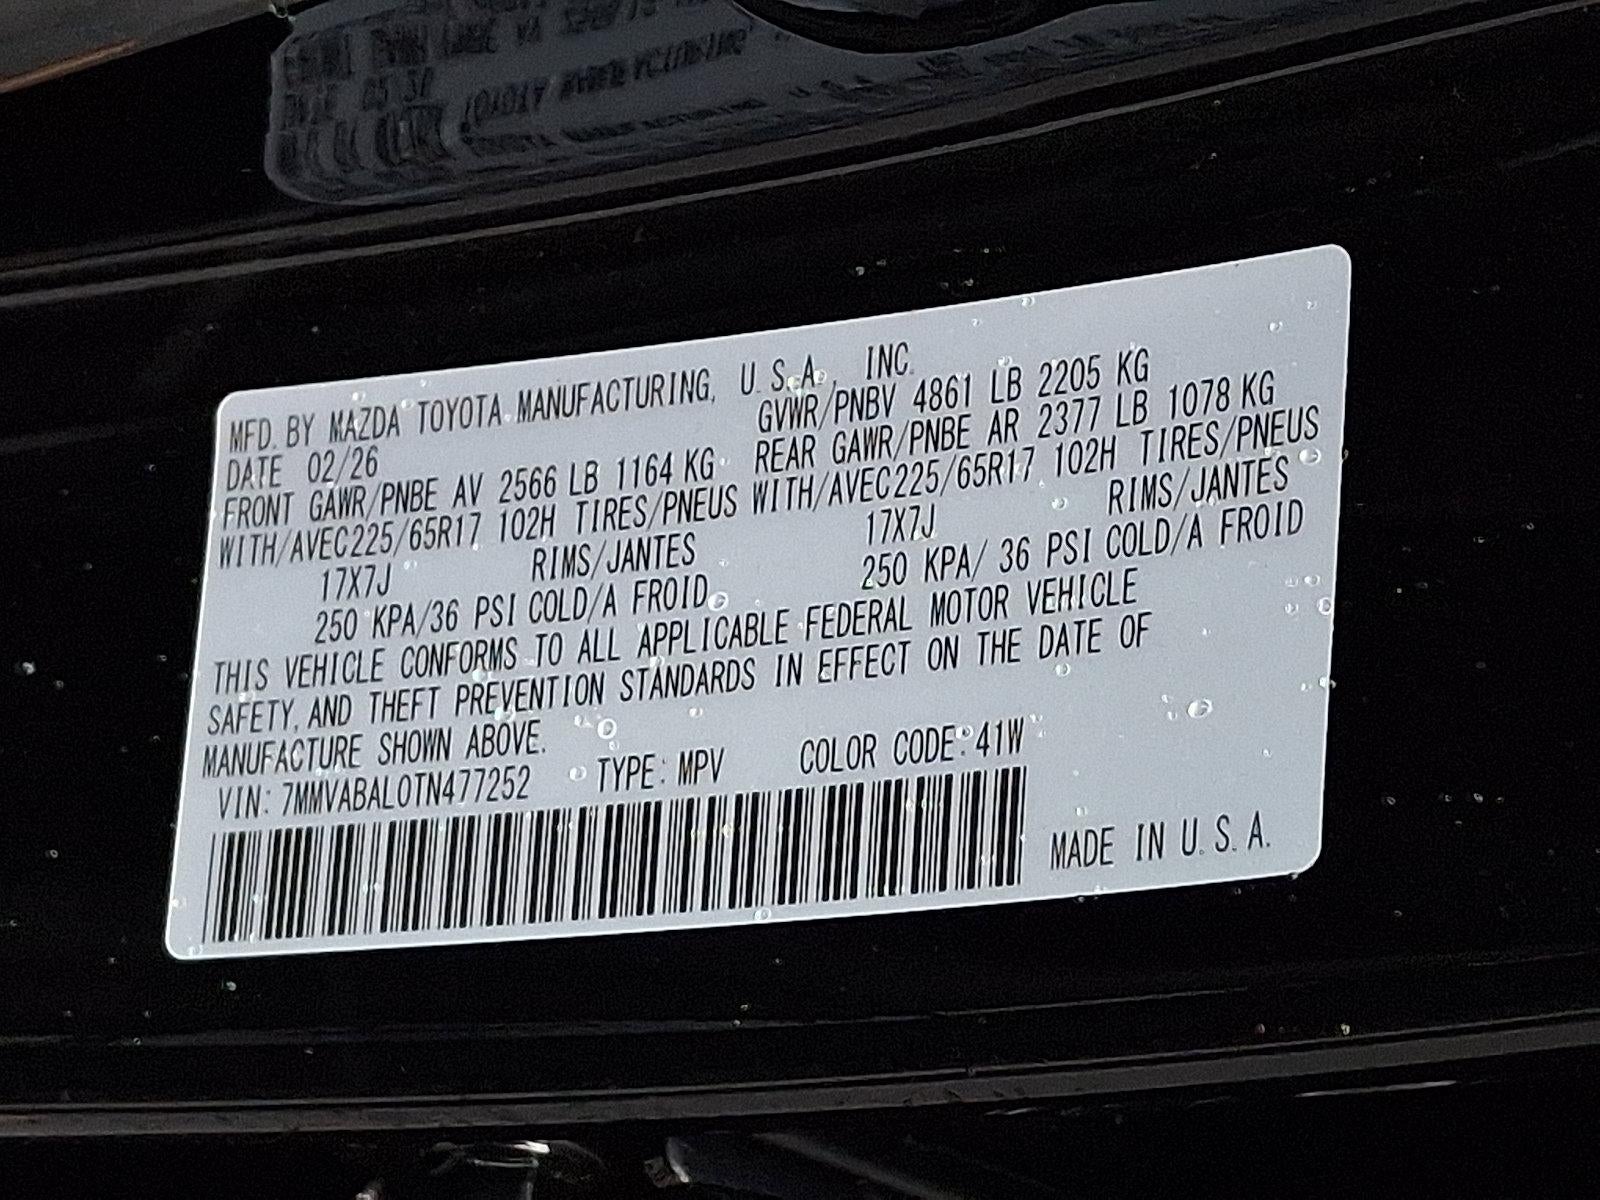 MFD. BY MAZDA TOYOTA MANUFACTURING, U.S.A., INC.
DATE 02/26 GVWR/PNBV 4861 LB 2205 KG
FRONT GAWR/PNBE AV 2566 LB 1164 KG REAR GAWR/PNBE AR 2377 LB 1078 KG
WITH/AVEC225/65R17 102H TIRES/PNEUS WITH/AVEC225/65R17 102H TIRES/PNEUS
17X7J RIMS/JANTES 17X7J RIMS/JANTES
250 KPA/36 PSI COLD/A FROID 250 KPA/ 36 PSI COLD/A FROID
THIS VEHICLE CONFORMS TO ALL APPLICABLE FEDERAL MOTOR VEHICLE
SAFETY, AND THEFT PREVENTION STANDARDS IN EFFECT ON THE DATE OF
MANUFACTURE SHOWN ABOVE.
VIN: 7MMVABAL0TN477252 TYPE: MPV COLOR CODE: 41W
MADE IN U.S.A.